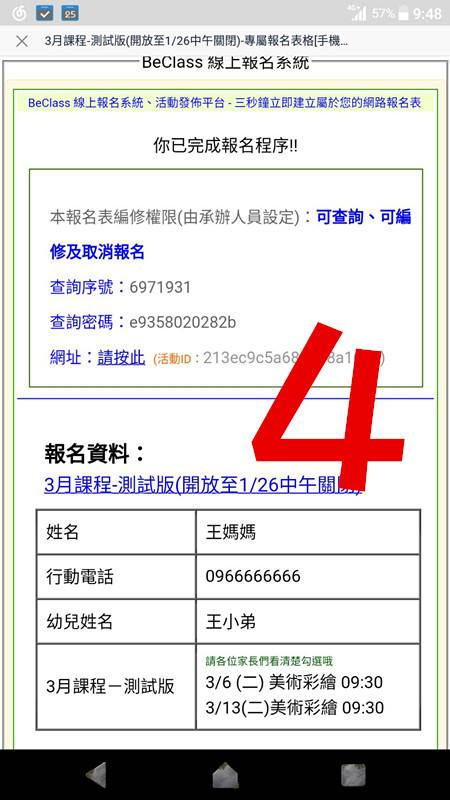 4G 57% 9:48
3月課程-測試版(開放至1/26中午關閉)-專屬報名表格[手機...
BeClass 線上報名系統
BeClass 線上報名系統、活動發佈平台 - 三秒鐘立即建立屬於您的網路報名表
你已完成報名程序!!
本報名表編修權限(由承辦人員設定)：可查詢、可編
修及取消報名
查詢序號：6971931
查詢密碼：e9358020282b
網址：請按此 (活動ID：213ec9c5a68
4
報名資料：
3月課程-測試版(開放至1/26中午關閉)
姓名 王媽媽
行動電話 0966666666
幼兒姓名 王小弟
請各位家長們看清楚勾選哦
3月課程－測試版 3/6 (二) 美術彩繪 09:30
3/13(二)美術彩繪 09:30